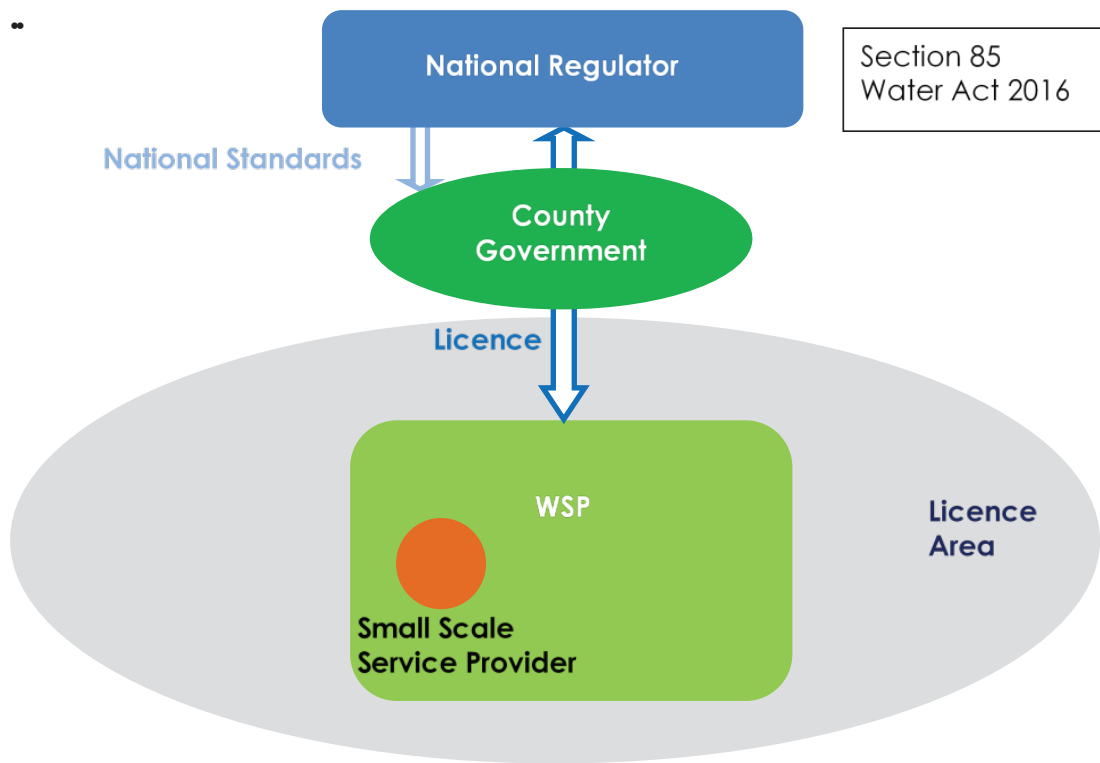 ••
National Regulator
Section 85
Water Act 2016
National Standards
County
Government
Licence
WSP
Licence
Area
Small Scale
Service Provider